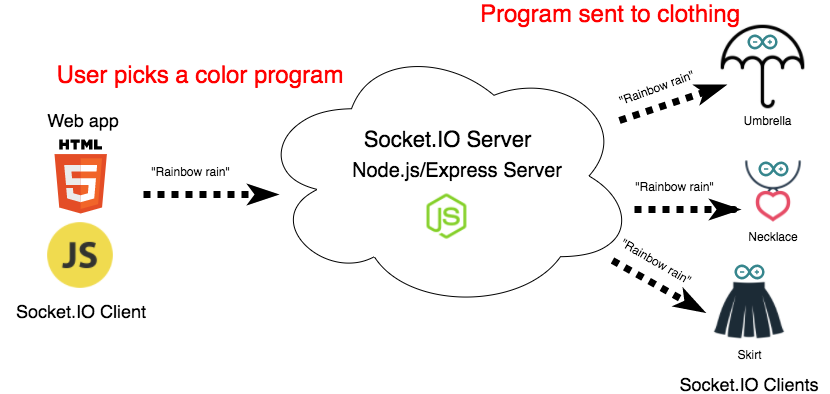 Program sent to clothing
User picks a color program
Web app
HTML
5
JS
Socket.IO Client
"Rainbow rain"
Socket.IO Server
Node.js/Express Server
JS
"Rainbow rain"
Umbrella
"Rainbow rain"
Necklace
"Rainbow rain"
Skirt
Socket.IO Clients